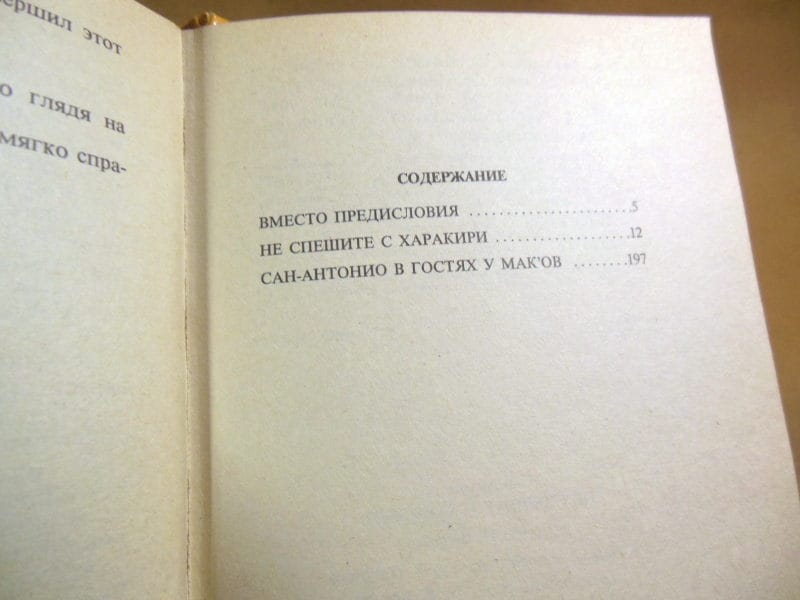 этот
о глядя на
мягко спра-
СОДЕРЖАНИЕ
ВМЕСТО ПРЕДИСЛОВИЯ .......................5
НЕ СПЕШИТЕ С ХАРАКИРИ ...................12
САН-АНТОНИО В ГОСТЯХ У МАК'ОВ ........197